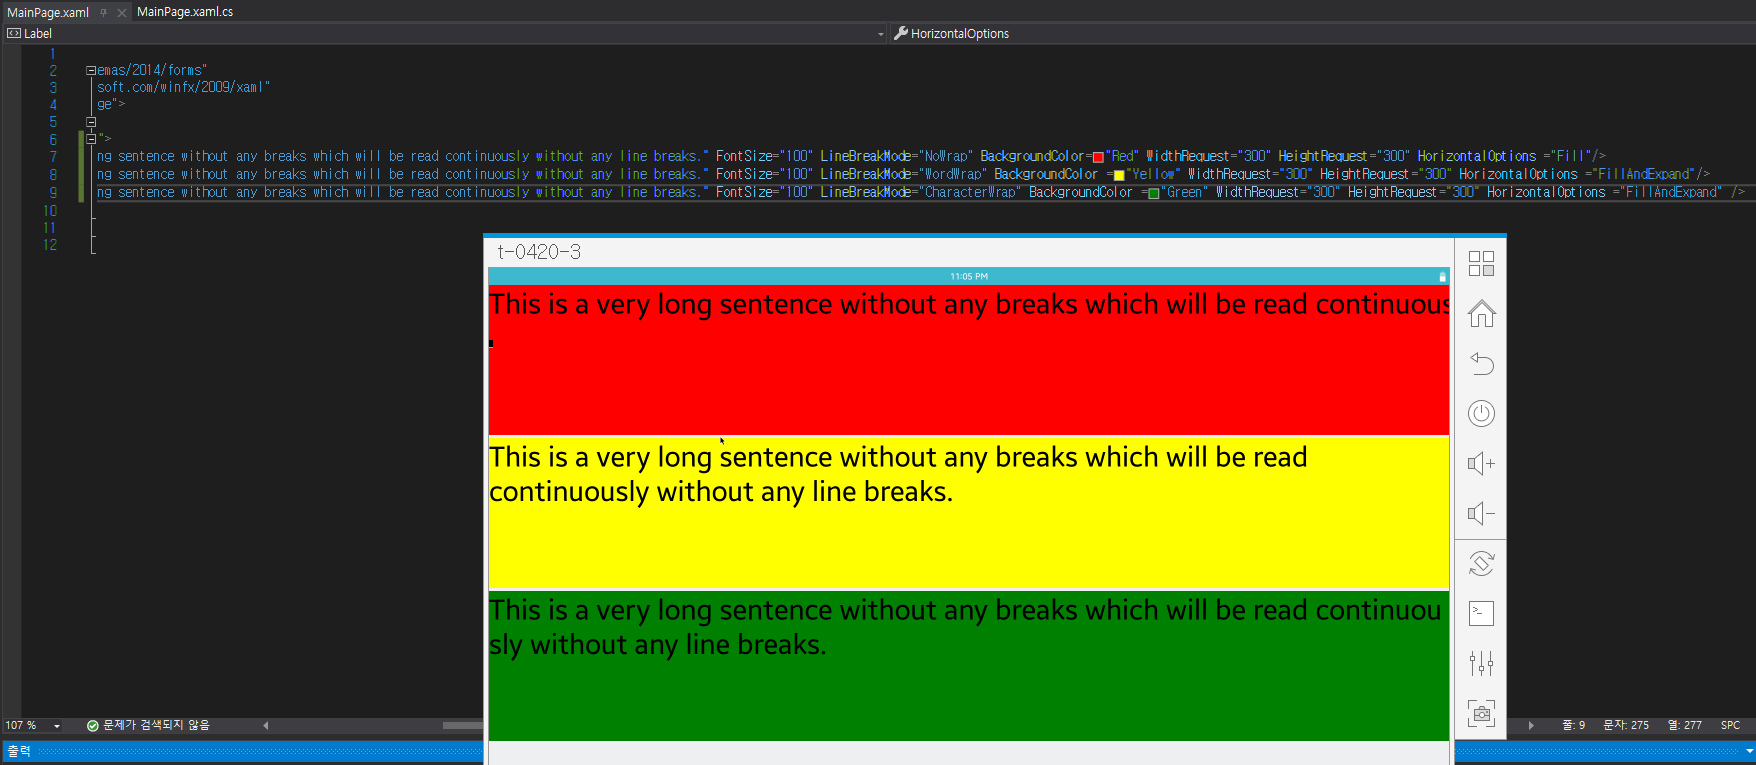 MainPage.xaml MainPage.xaml.cs
Label HorizontalOptions
1
2 emas/2014/forms"
3 soft.com/winfx/2009/xaml"
4 ge">
5
6 ">
7 ng sentence without any breaks which will be read continuously without any line breaks." FontSize="100" LineBreakMode="NoWrap" BackgroundColor="Red" WidthRequest="300" HeightRequest="300" HorizontalOptions ="Fill"/>
8 ng sentence without any breaks which will be read continuously without any line breaks." FontSize="100" LineBreakMode="WordWrap" BackgroundColor ="Yellow" WidthRequest="300" HeightRequest="300" HorizontalOptions ="FillAndExpand"/>
9 ng sentence without any breaks which will be read continuously without any line breaks." FontSize="100" LineBreakMode="CharacterWrap" BackgroundColor ="Green" WidthRequest="300" HeightRequest="300" HorizontalOptions ="FillAndExpand" />
10
11
12
t-0420-3
11:05 PM
This is a very long sentence without any breaks which will be read continuous
This is a very long sentence without any breaks which will be read
continuously without any line breaks.
This is a very long sentence without any breaks which will be read continuou
sly without any line breaks.
107 % 문제가 검색되지 않음 줄: 9 문자: 275 열: 277 SPC
출력